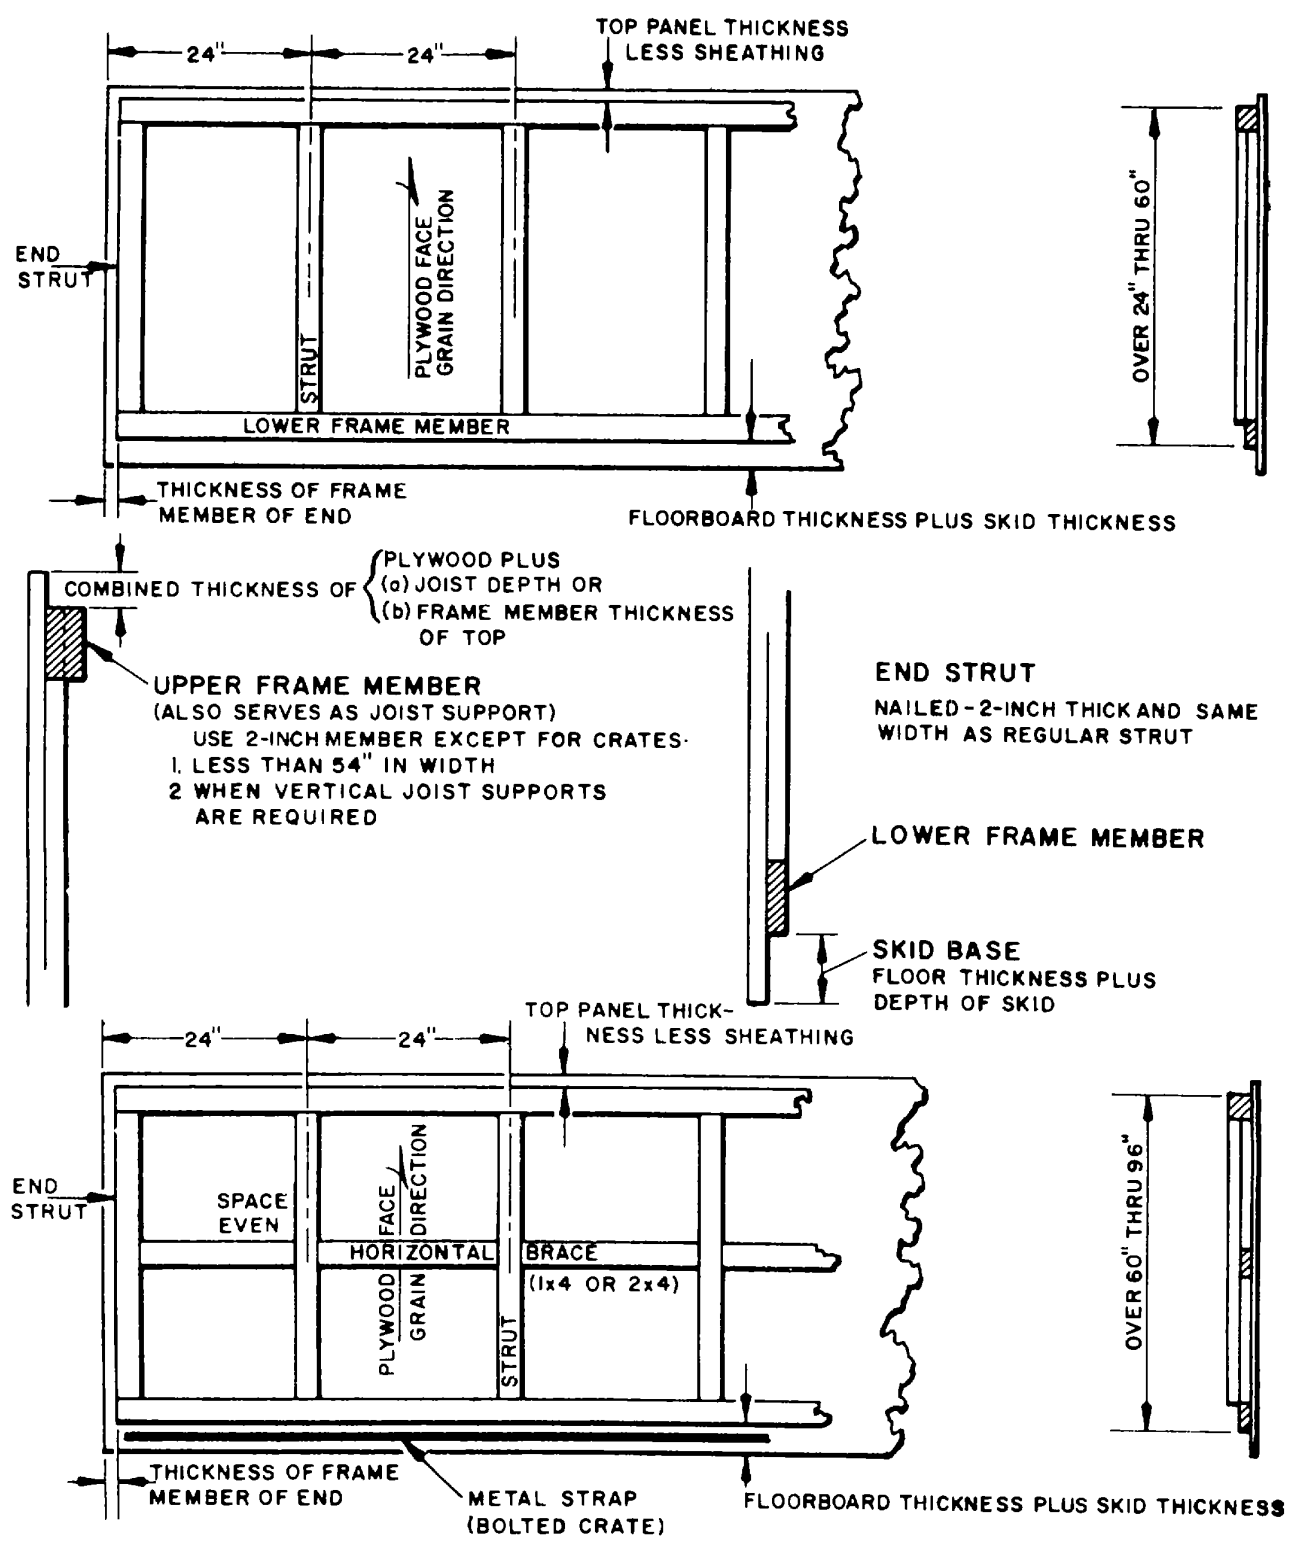 TOP PANEL THICKNESS
LESS SHEATHING
24"
24"
END
STRUT
STRUT
PLYWOOD FACE
GRAIN DIRECTION
OVER 24" THRU 60"
LOWER FRAME MEMBER
THICKNESS OF FRAME
MEMBER OF END
FLOORBOARD THICKNESS PLUS SKID THICKNESS
COMBINED THICKNESS OF
PLYWOOD PLUS
(a) JOIST DEPTH OR
(b) FRAME MEMBER THICKNESS
OF TOP
UPPER FRAME MEMBER
(ALSO SERVES AS JOIST SUPPORT)
USE 2-INCH MEMBER EXCEPT FOR CRATES·
1. LESS THAN 54" IN WIDTH
2 WHEN VERTICAL JOIST SUPPORTS
ARE REQUIRED
END STRUT
NAILED-2-INCH THICK AND SAME
WIDTH AS REGULAR STRUT
LOWER FRAME MEMBER
SKID BASE
FLOOR THICKNESS PLUS
DEPTH OF SKID
TOP PANEL THICK-
NESS LESS SHEATHING
24"
24"
END
STRUT
SPACE
EVEN
PLYWOOD FACE
GRAIN DIRECTION
HORIZONTAL BRACE
(1x4 OR 2x4)
STRUT
OVER 60" THRU 96"
THICKNESS OF FRAME
MEMBER OF END
METAL STRAP
(BOLTED CRATE)
FLOORBOARD THICKNESS PLUS SKID THICKNESS